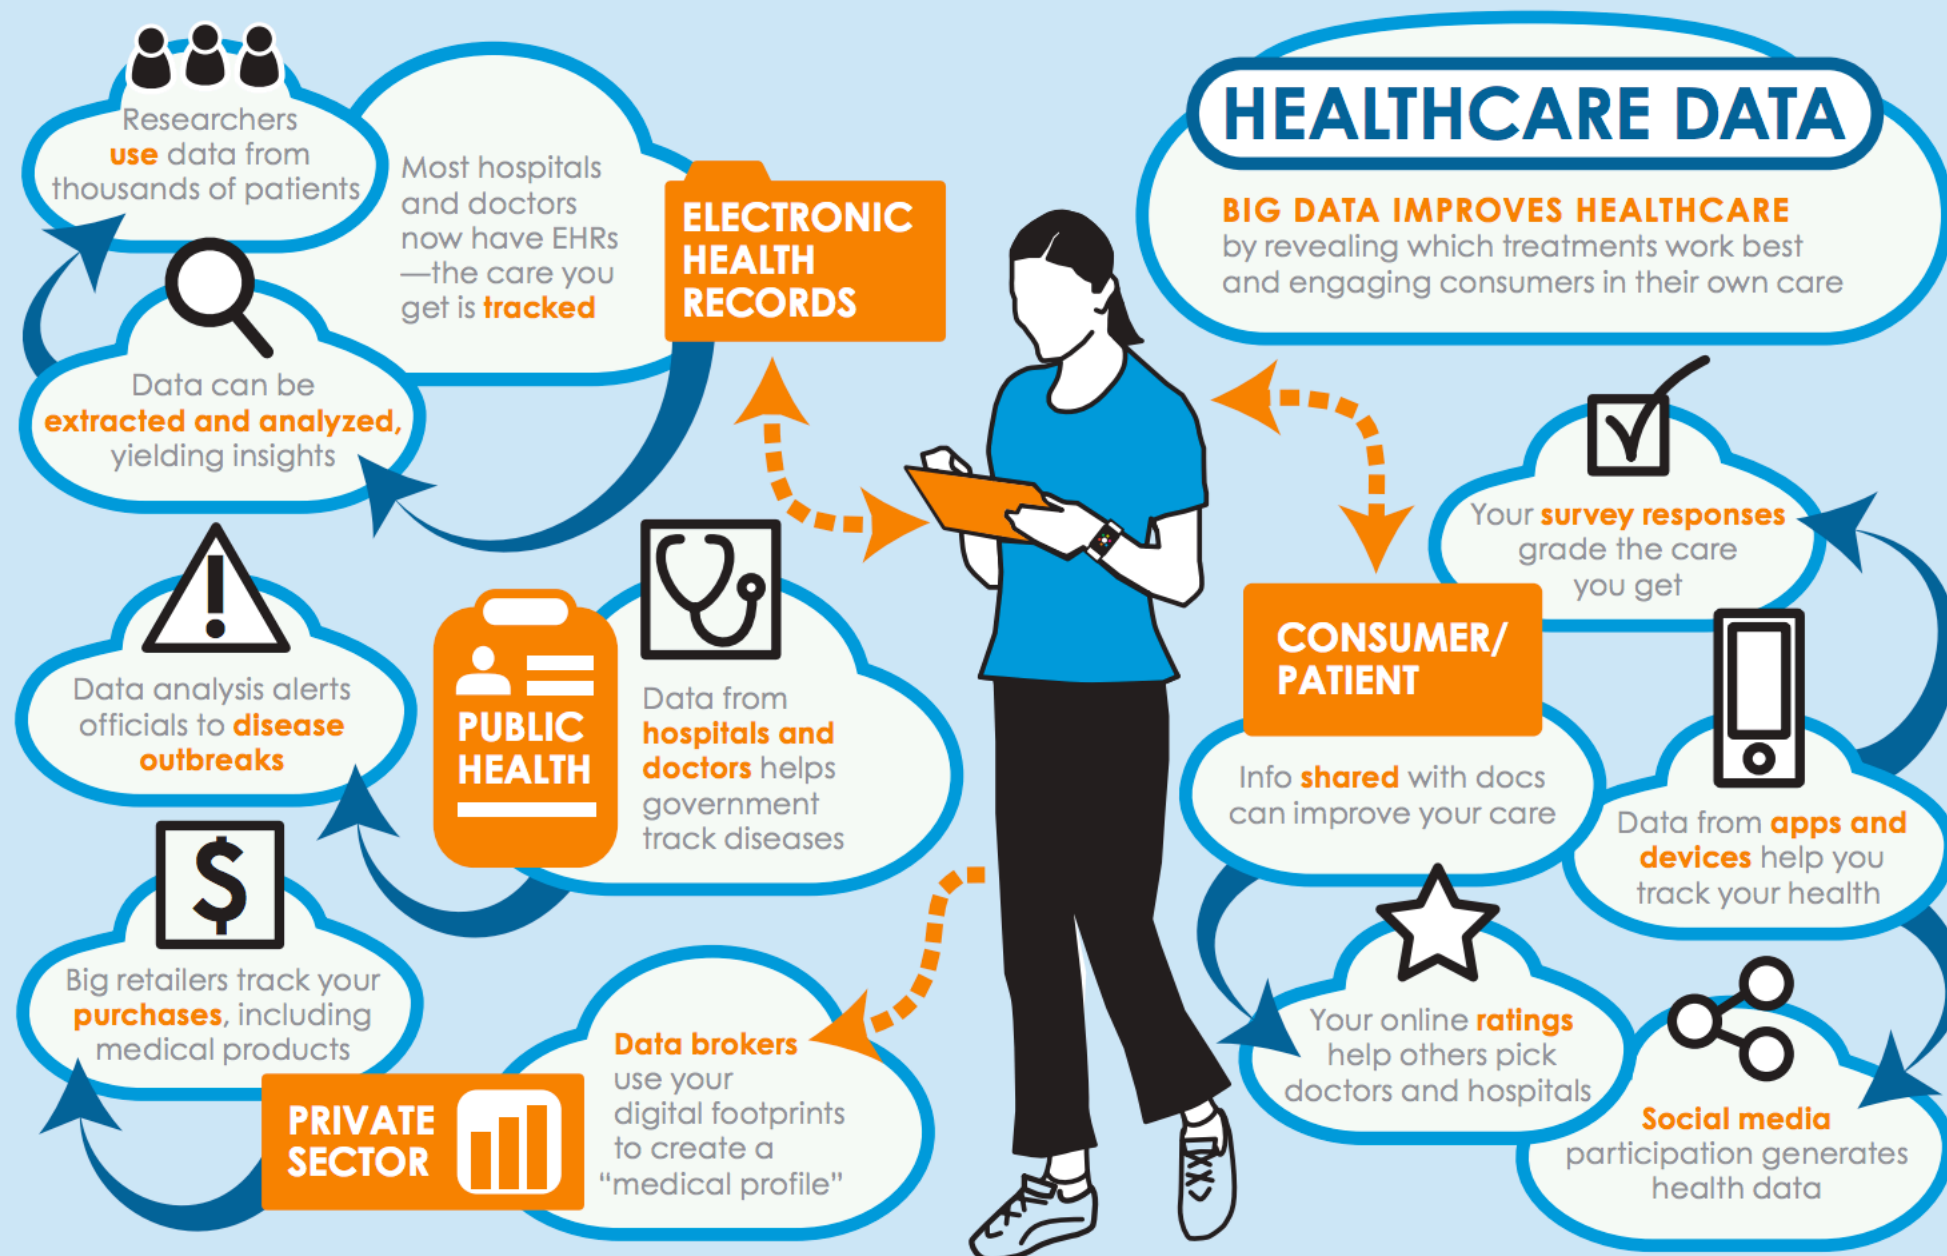 HEALTHCARE DATA
BIG DATA IMPROVES HEALTHCARE
by revealing which treatments work best
and engaging consumers in their own care
ELECTRONIC
HEALTH
RECORDS
Most hospitals
and doctors
now have EHRs
—the care you
get is tracked
Data can be
extracted and analyzed,
yielding insights
Researchers
use data from
thousands of patients
PUBLIC
HEALTH
Data from
hospitals and
doctors helps
government
track diseases
Data analysis alerts
officials to disease
outbreaks
PRIVATE
SECTOR
Data brokers
use your
digital footprints
to create a
“medical profile”
$
Big retailers track your
purchases, including
medical products
CONSUMER/
PATIENT
Info shared with docs
can improve your care
Your online ratings
help others pick
doctors and hospitals
Data from apps and
devices help you
track your health
Your survey responses
grade the care
you get
Social media
participation generates
health data